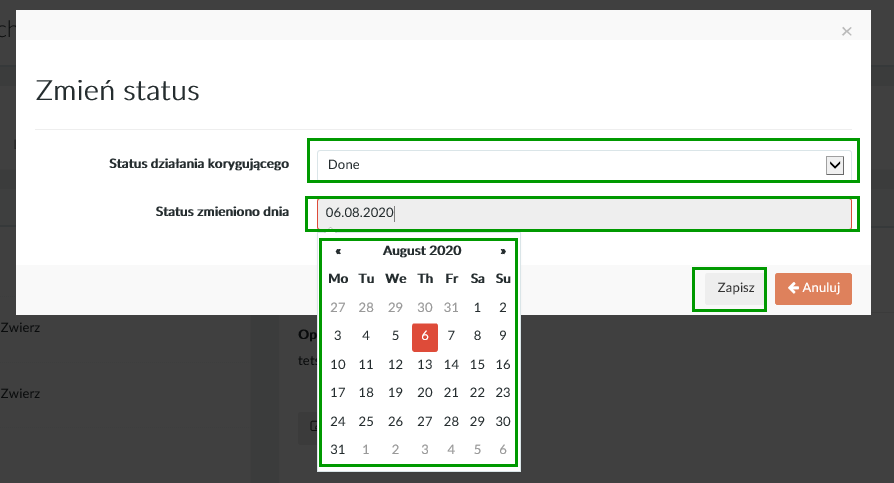 ch
×
Zmień status
Status działania korygującego
Done
Status zmieniono dnia
06.08.2020
« August 2020 »
Mo Tu We Th Fr Sa Su
27 28 29 30 31 1 2
3 4 5 6 7 8 9
10 11 12 13 14 15 16
17 18 19 20 21 22 23
24 25 26 27 28 29 30
31 1 2 3 4 5 6
Zapisz
Anuluj
Zwierz
Op
tets
Zwierz